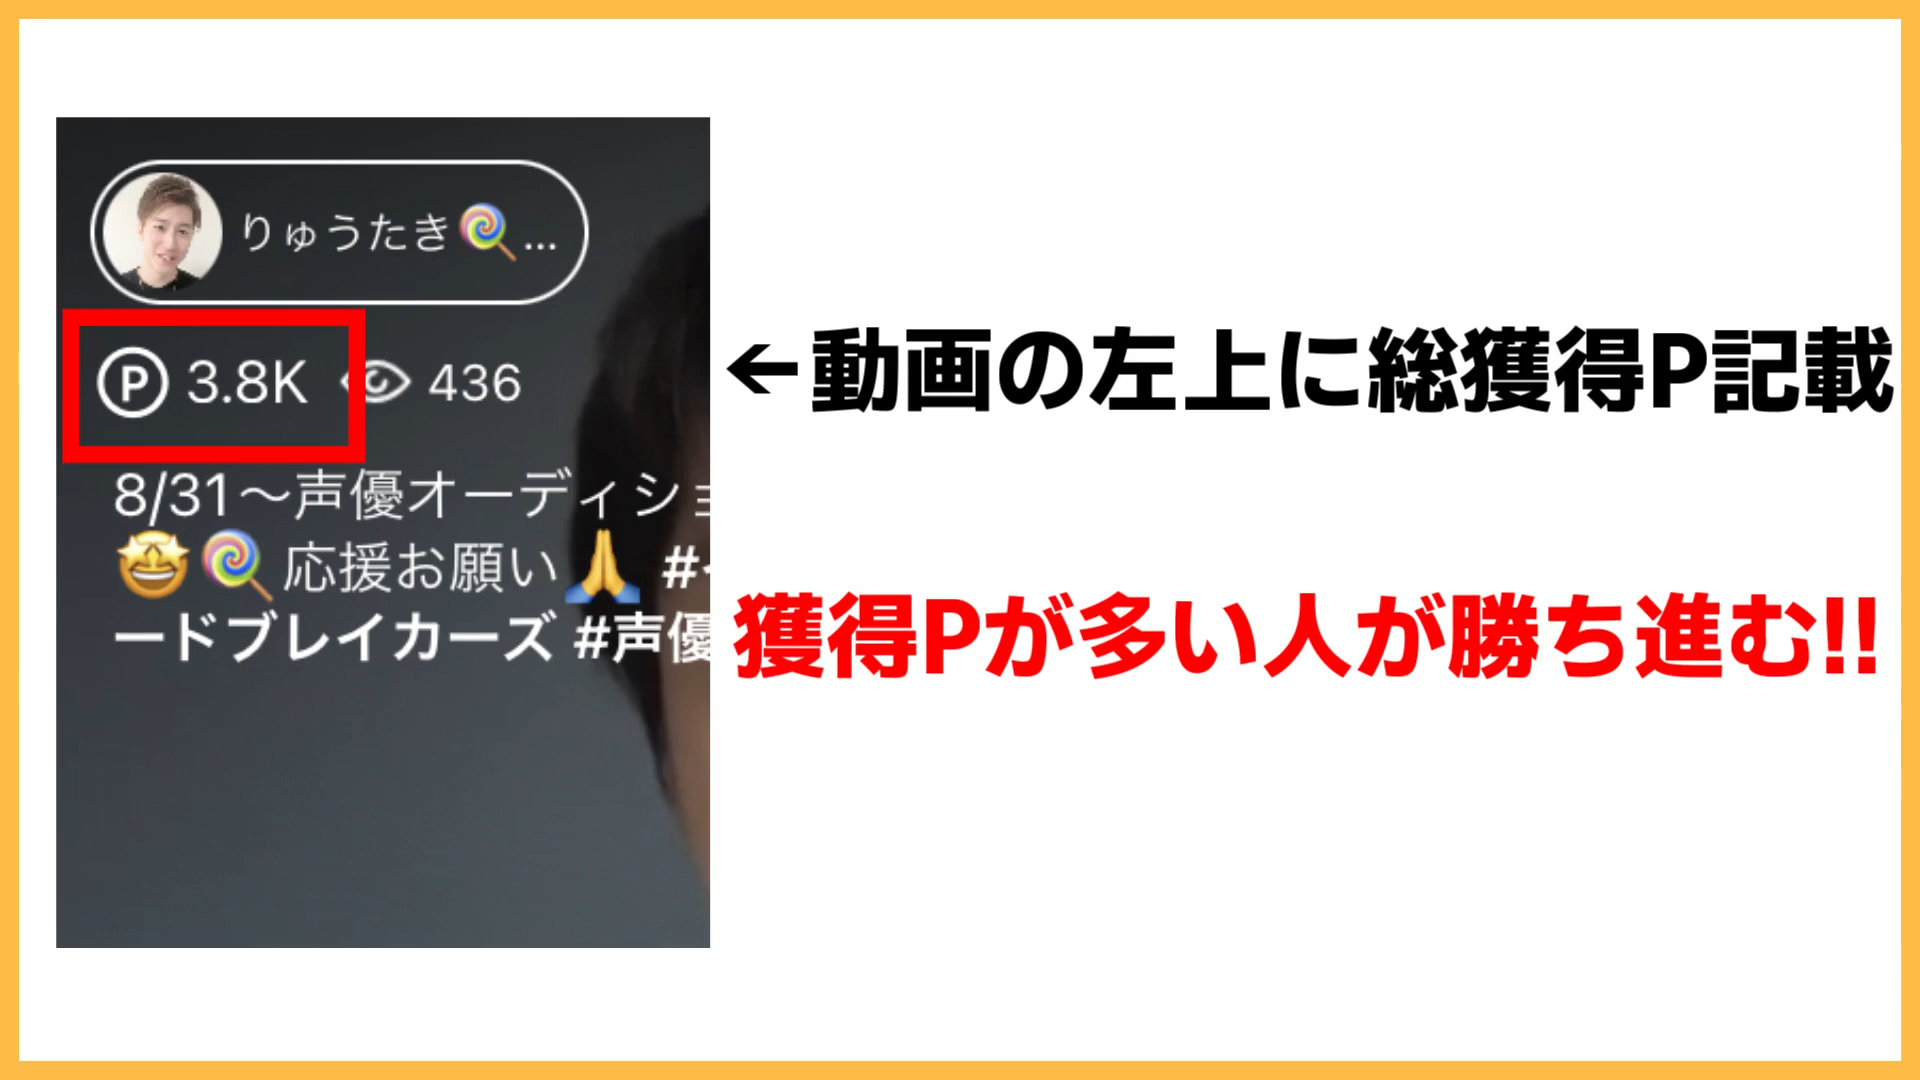 りゅうたき🍭...
Ⓟ 3.8K 436
8/31〜声優オーディショ
🤩🍭応援お願い🙏 #
ードブレイカーズ #声優
←動画の左上に総獲得P記載
獲得Pが多い人が勝ち進む!!